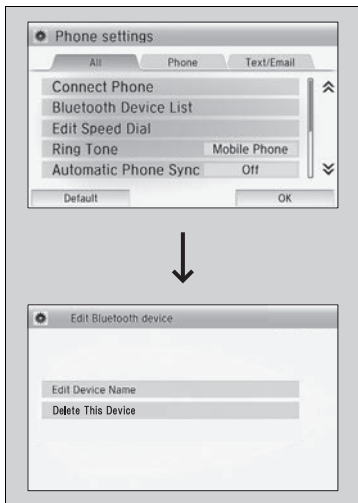 Phone settings
All Phone Text/Email
Connect Phone
Bluetooth Device List
Edit Speed Dial
Ring Tone Mobile Phone
Automatic Phone Sync Off
Default OK
Edit Bluetooth device
Edit Device Name
Delete This Device